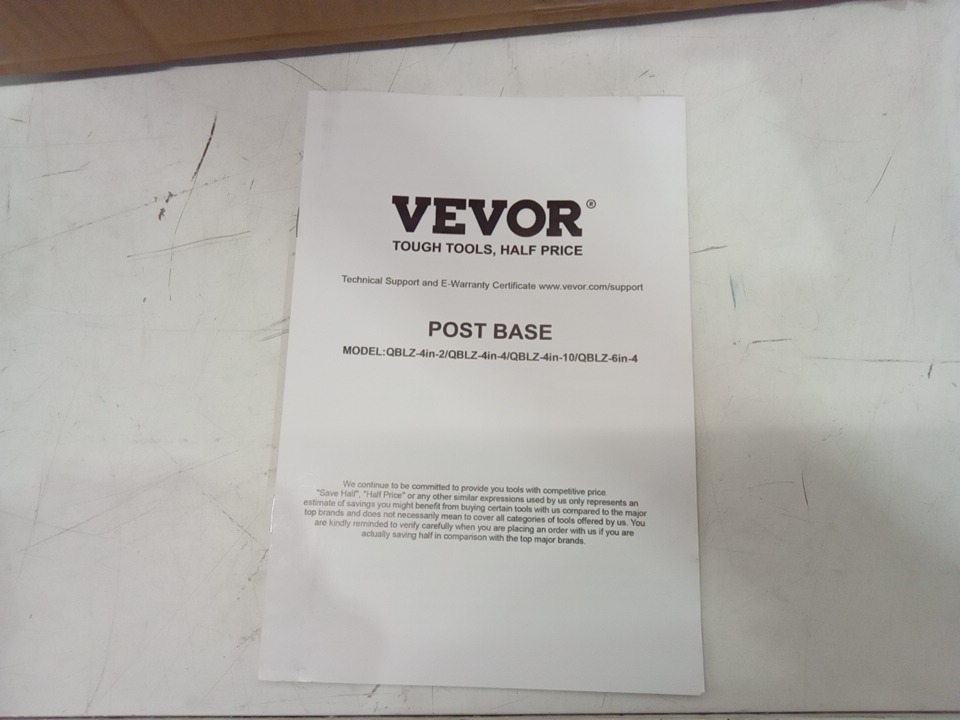 VEVOR®
TOUGH TOOLS, HALF PRICE
Technical Support and E-Warranty Certificate www.vevor.com/support
POST BASE
MODEL:QBLZ-4in-2/QBLZ-4in-4/QBLZ-4in-10/QBLZ-6in-4
We continue to be committed to provide you tools with competitive price.
"Save Half", "Half Price" or any other similar expressions used by us only represents an
estimate of savings you might benefit from buying certain tools with us compared to the major
top brands and does not necessarily mean to cover all categories of tools offered by us. You
are kindly reminded to verify carefully when you are placing an order with us if you are
actually saving half in comparison with the top major brands.